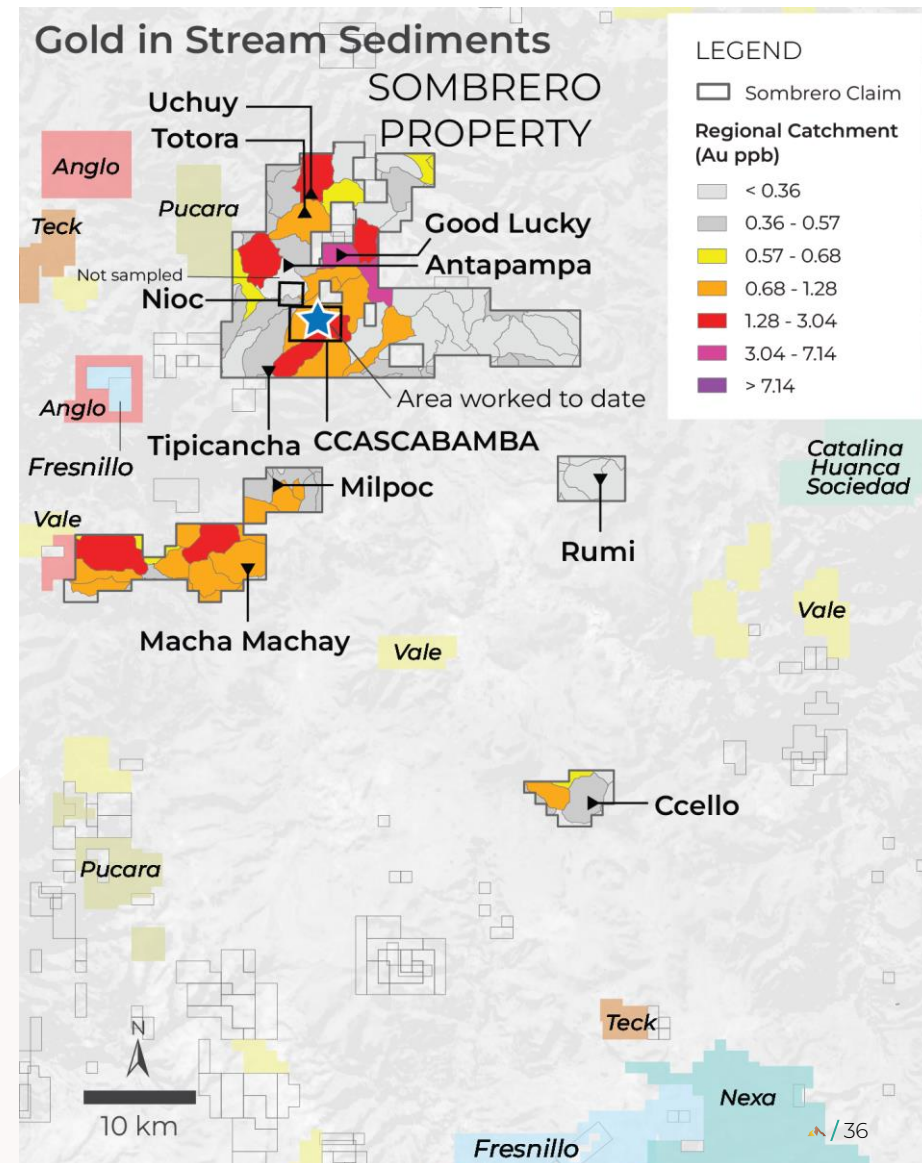 Gold in Stream Sediments
SOMBRERO
PROPERTY
Uchuy
Totora
Anglo
Pucara
Teck
Good Lucky
Antapampa
Not sampled
Nioc
Area worked to date
Anglo
Fresnillo
Tipicancha
CCASCABAMBA
Milpoc
Vale
Rumi
Macha Machay
Vale
Vale
Catalina
Huanca
Sociedad
Ccello
Pucara
Teck
Nexa
Fresnillo
N
10 km
LEGEND
Sombrero Claim
Regional Catchment
(Au ppb)
< 0.36
0.36 - 0.57
0.57 - 0.68
0.68 - 1.28
1.28 - 3.04
3.04 - 7.14
> 7.14
/ 36